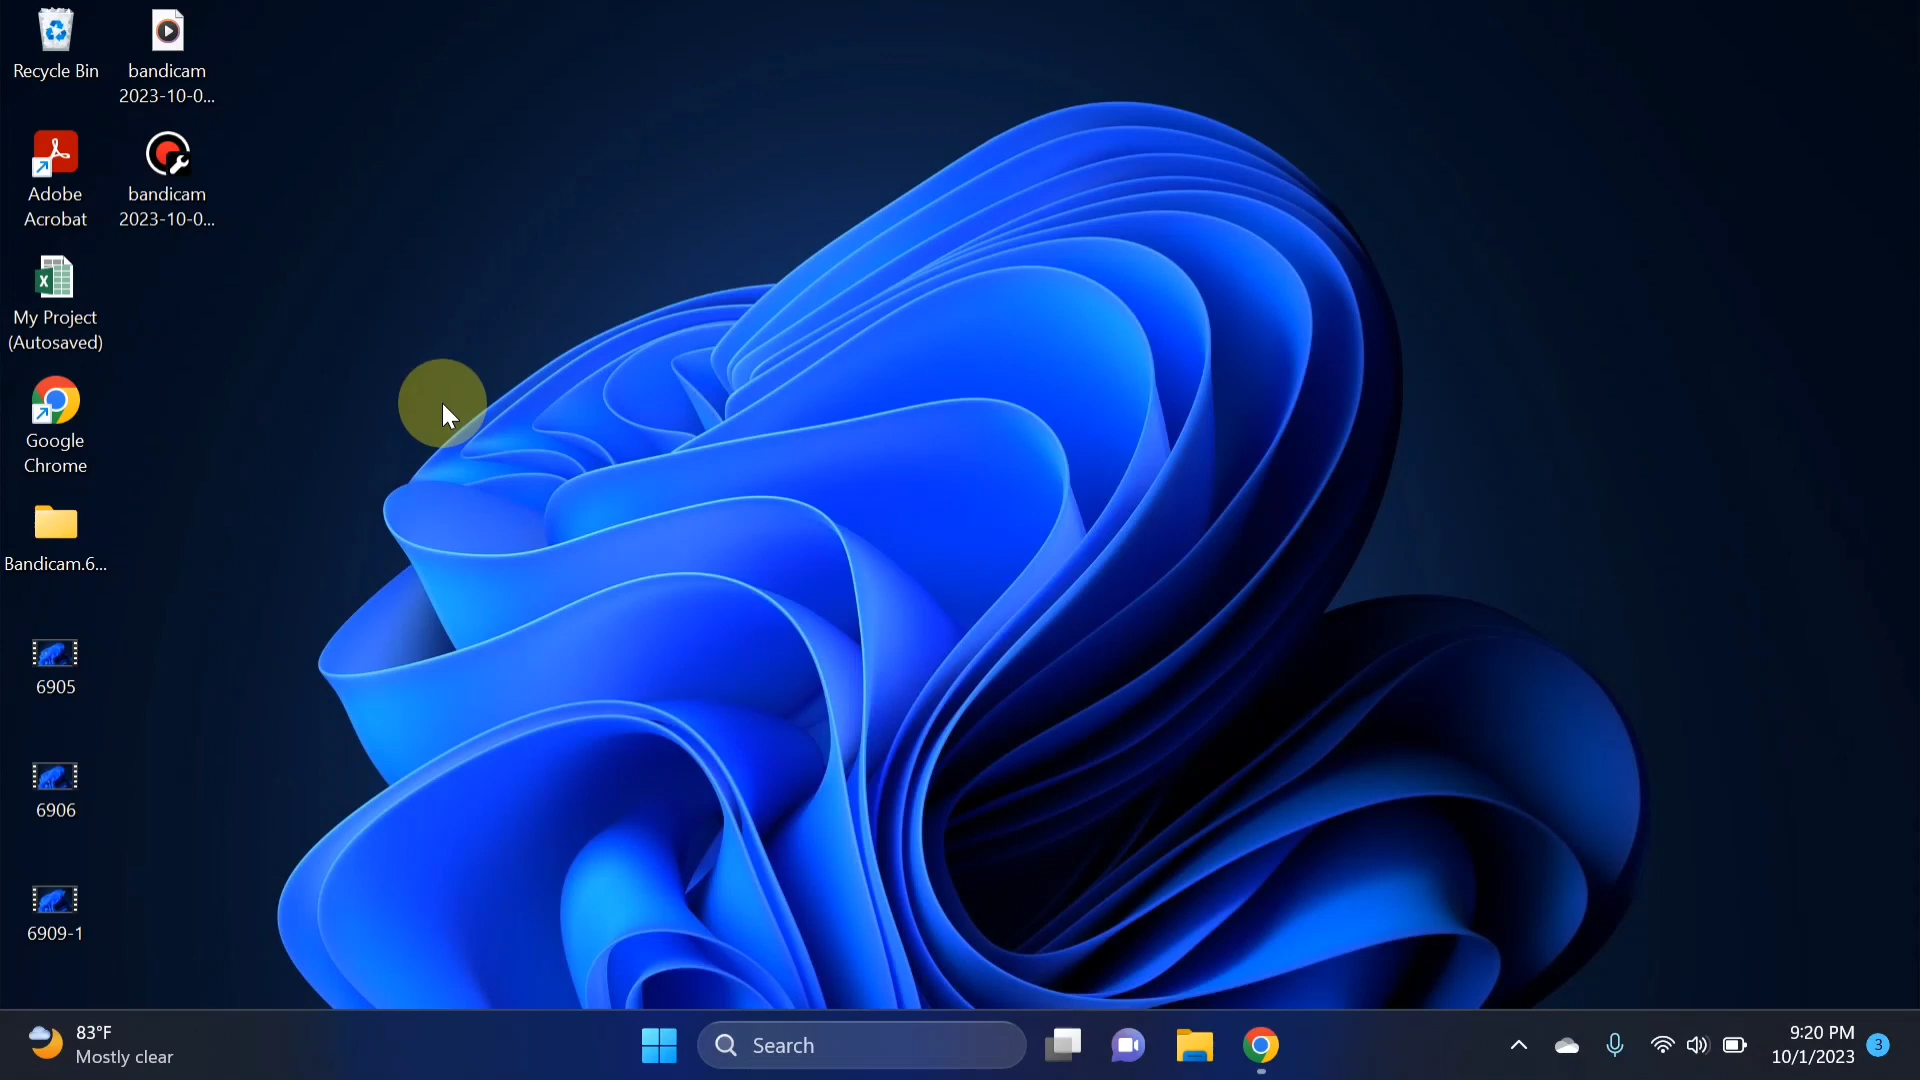 Recycle Bin
bandicam
2023-10-0...
Adobe
Acrobat
bandicam
2023-10-0...
My Project
(Autosaved)
Google
Chrome
Bandicam.6...
6905
6906
6909-1
83°F
Mostly clear
Search
9:20 PM
10/1/2023
3